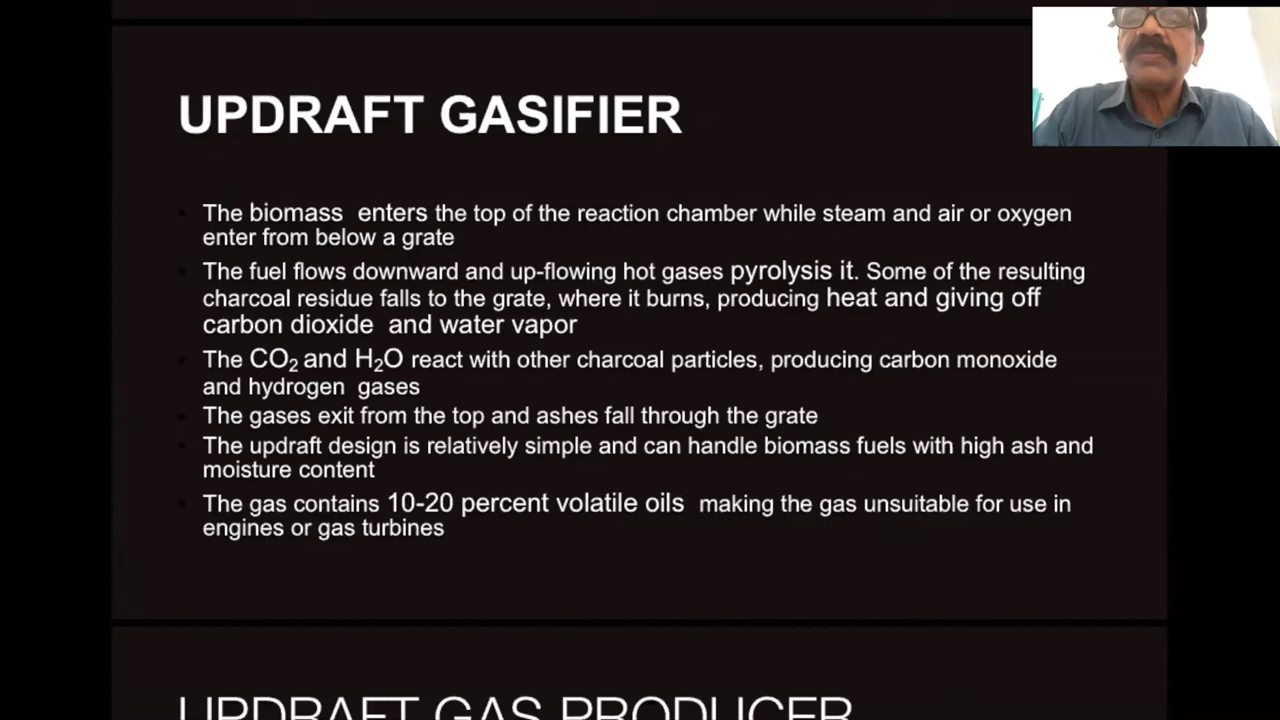 UPDRAFT GASIFIER
• The biomass enters the top of the reaction chamber while steam and air or oxygen
enter from below a grate
• The fuel flows downward and up-flowing hot gases pyrolysis it. Some of the resulting
charcoal residue falls to the grate, where it burns, producing heat and giving off
carbon dioxide and water vapor
• The CO₂ and H₂O react with other charcoal particles, producing carbon monoxide
and hydrogen gases
• The gases exit from the top and ashes fall through the grate
• The updraft design is relatively simple and can handle biomass fuels with high ash and
moisture content
• The gas contains 10-20 percent volatile oils making the gas unsuitable for use in
engines or gas turbines
UPDRAFT GAS PRODUCER